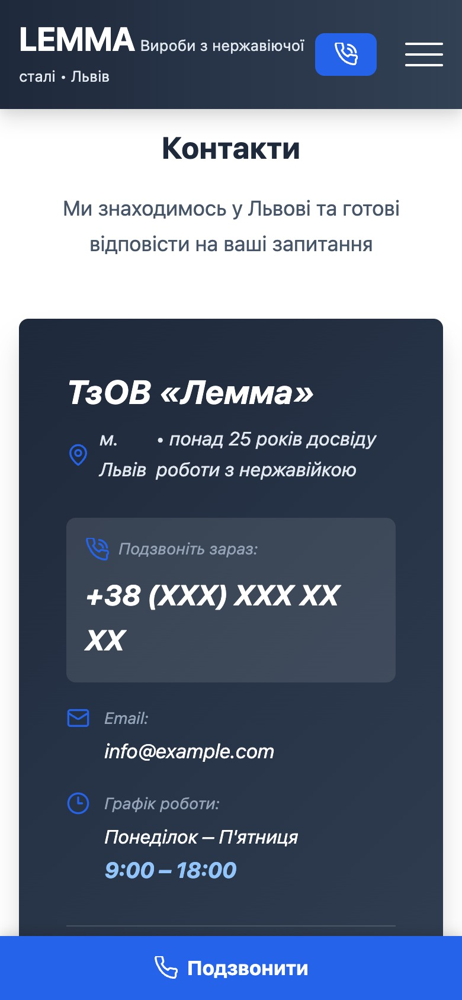 LEMMA Вироби з нержавіючої
сталі • Львів
Контакти
Ми знаходимось у Львові та готові
відповісти на ваші запитання
ТзОВ «Лемма»
м. • понад 25 років досвіду
Львів роботи з нержавійкою
Подзвоніть зараз:
+38 (XXX) XXX XX
XX
Email:
info@example.com
Графік роботи:
Понеділок – П'ятниця
9:00 – 18:00
Подзвонити